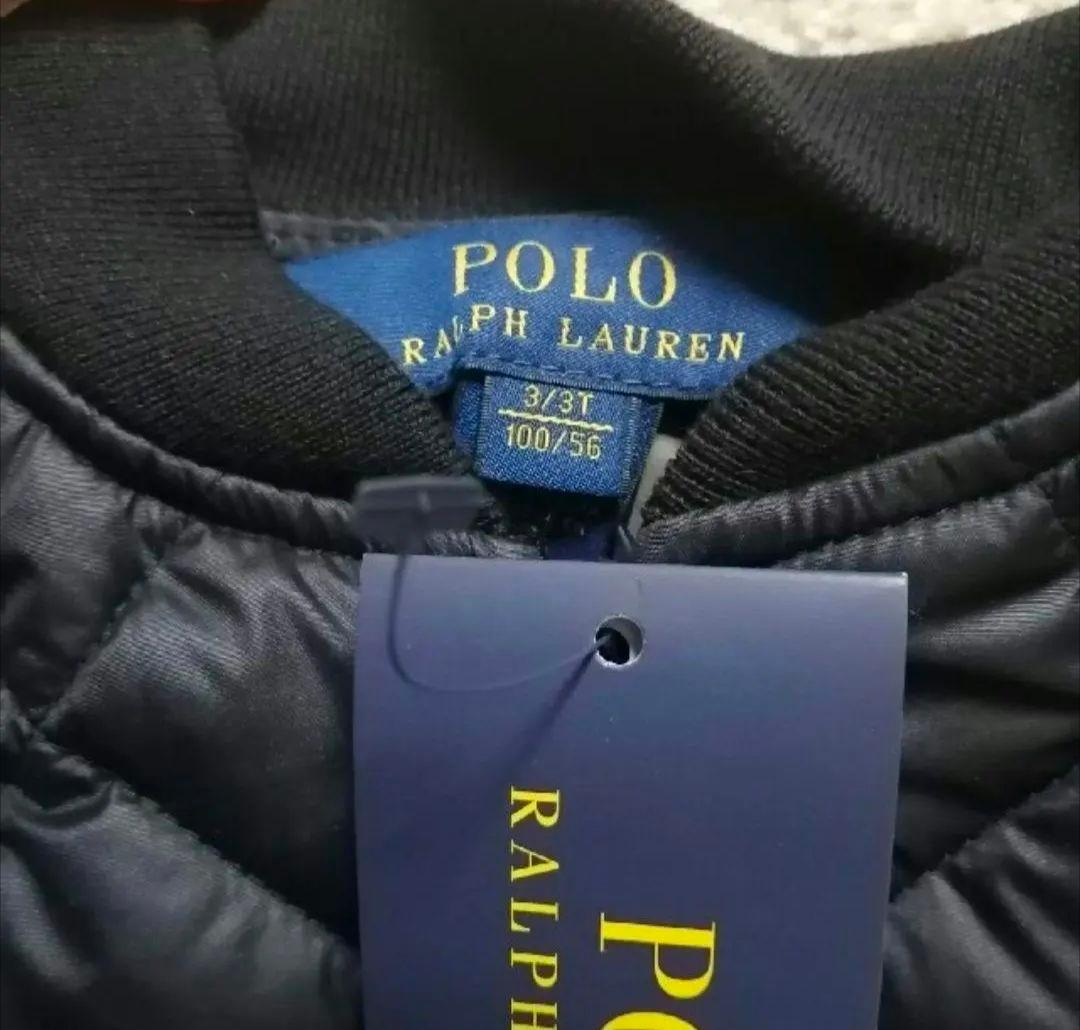 POLO
RALPH LAUREN
3/3T
100/56
RALPH
PO